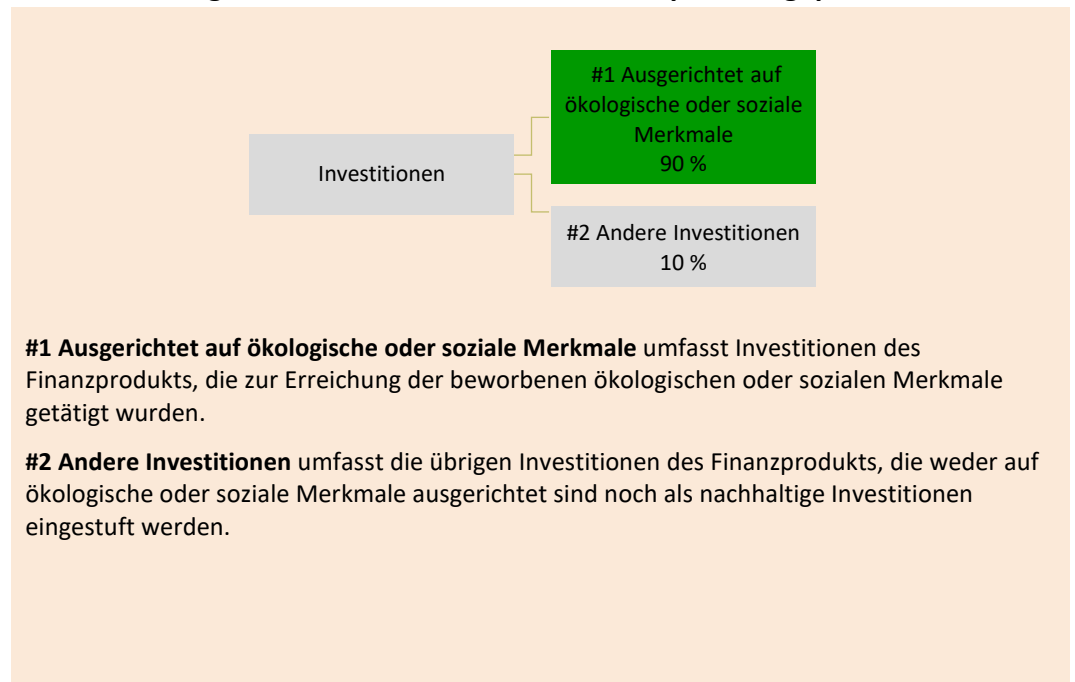 #1 Ausgerichtet auf
ökologische oder soziale
Merkmale
90 %
Investitionen
#2 Andere Investitionen
10 %
#1 Ausgerichtet auf ökologische oder soziale Merkmale umfasst Investitionen des
Finanzprodukts, die zur Erreichung der beworbenen ökologischen oder sozialen Merkmale
getätigt wurden.
#2 Andere Investitionen umfasst die übrigen Investitionen des Finanzprodukts, die weder auf
ökologische oder soziale Merkmale ausgerichtet sind noch als nachhaltige Investitionen
eingestuft werden.